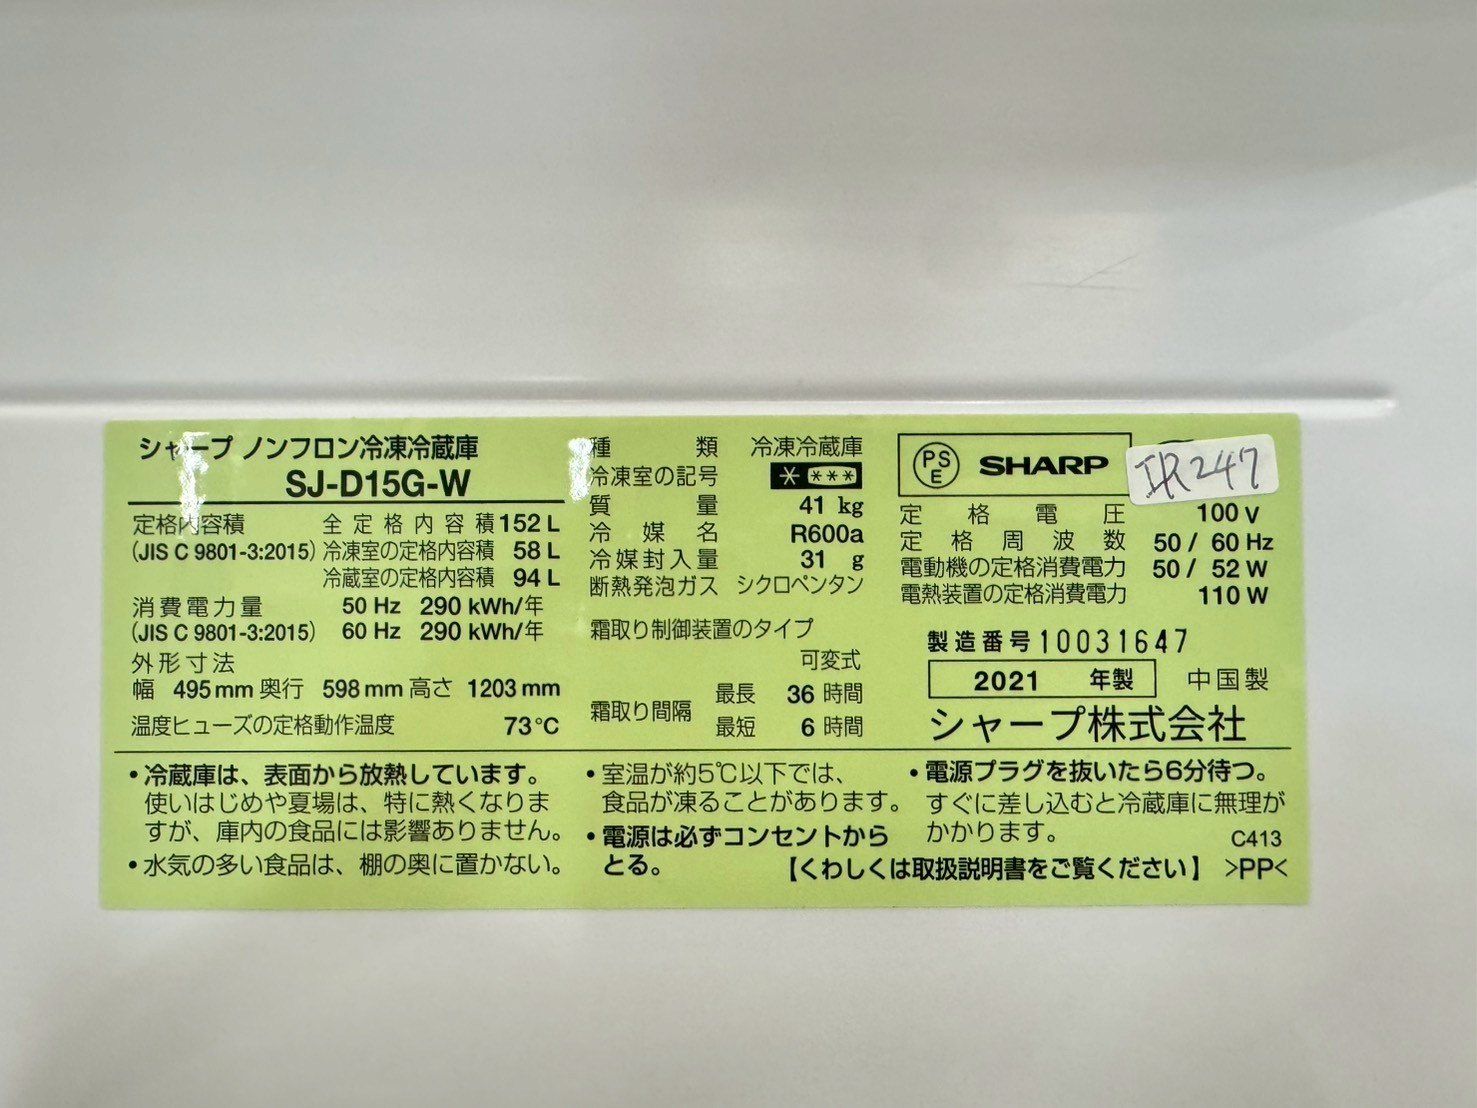 シャープ ノンフロン冷凍冷蔵庫
SJ-D15G-W
定格内容積 全定格内容積 152 L
(JIS C 9801-3:2015) 冷凍室の定格内容積 58 L
冷蔵室の定格内容積 94 L
消費電力量 50 Hz 290 kWh/年
(JIS C 9801-3:2015) 60 Hz 290 kWh/年
外形寸法
幅 495 mm 奥行 598 mm 高さ 1203 mm
温度ヒューズの定格動作温度 73℃
種類 冷凍冷蔵庫
冷凍室の記号 * ***
質量 41 kg
冷媒名 R600a
冷媒封入量 31 g
断熱発泡ガス シクロペンタン
霜取り制御装置のタイプ
可変式
霜取り間隔 最長 36 時間
最短 6 時間
PSE SHARP
247
定格電圧 100 V
定格周波数 50 / 60 Hz
電動機の定格消費電力 50 / 52 W
電熱装置の定格消費電力 110 W
製造番号 10031647
2021 年製 中国製
シャープ株式会社
・冷蔵庫は、表面から放熱しています。
使いはじめや夏場は、特に熱くなりま
すが、庫内の食品には影響ありません。
・水気の多い食品は、棚の奥に置かない。
・室温が約5℃以下では、
食品が凍ることがあります。
・電源は必ずコンセントから
とる。
・電源プラグを抜いたら6分待つ。
すぐに差し込むと冷蔵庫に無理が
かかります。 C413
【くわしくは取扱説明書をご覧ください】 >PP<